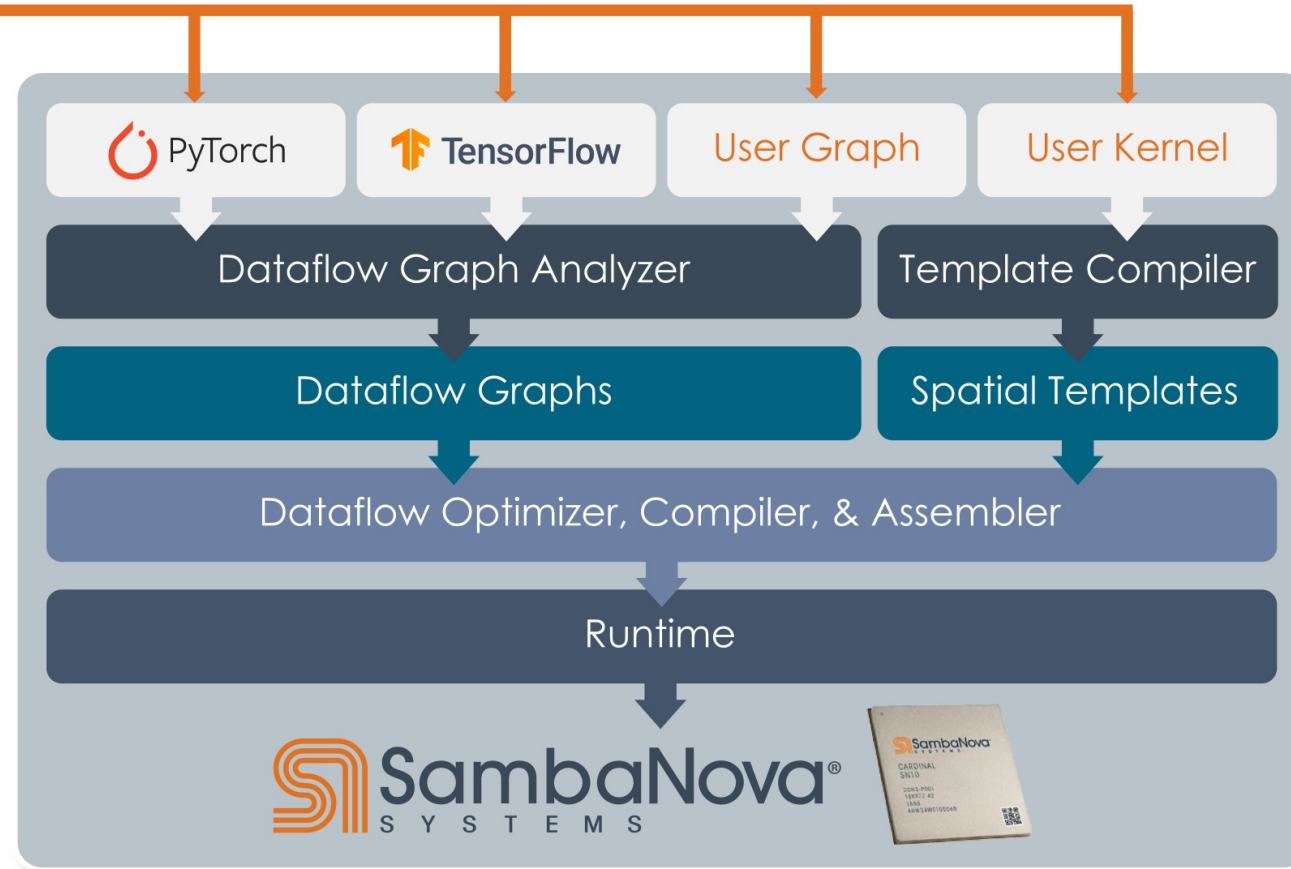 PyTorch
TensorFlow
User Graph
User Kernel
Dataflow Graph Analyzer
Template Compiler
Dataflow Graphs
Spatial Templates
Dataflow Optimizer, Compiler, & Assembler
Runtime
SambaNova®
SYSTEMS
SambaNova
SYSTEMS
CARDINAL
SN10